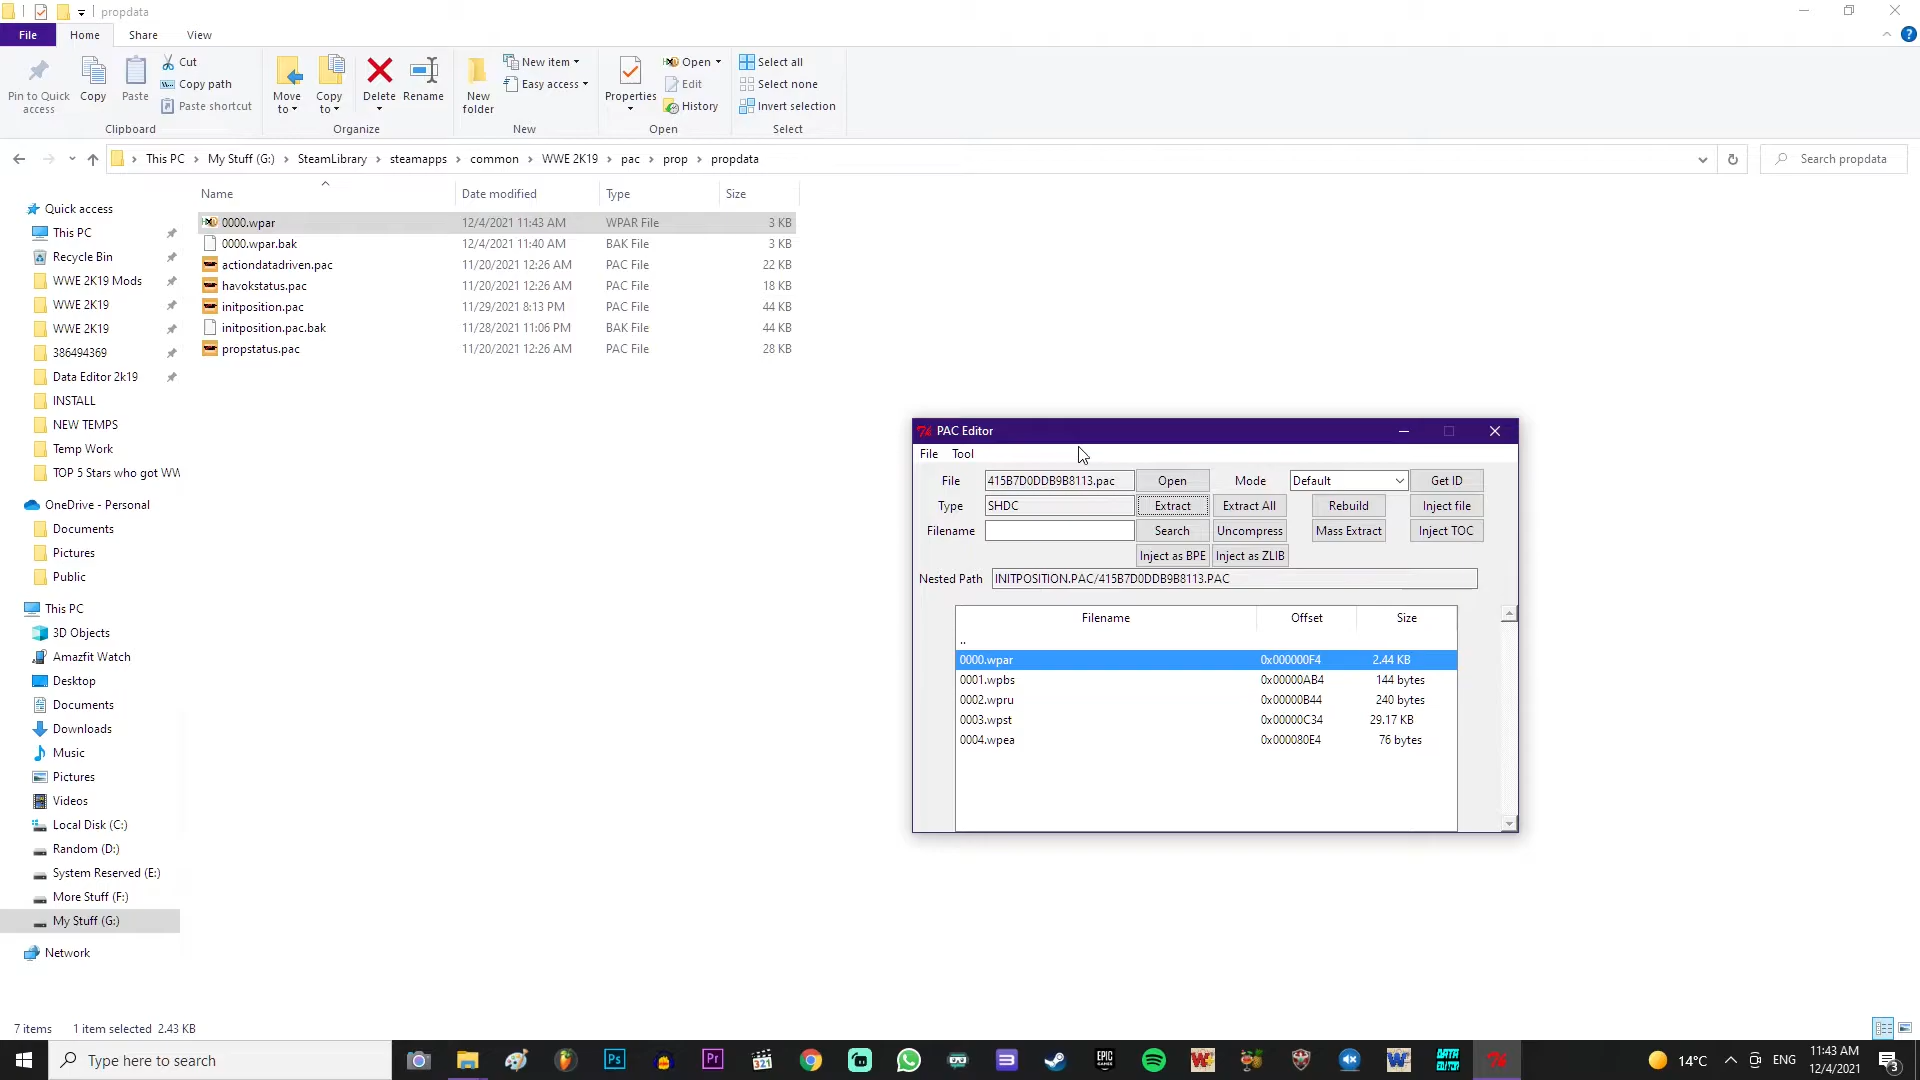 propdata
File Home Share View
Pin to Quick access
Copy
Paste
Cut
Copy path
Paste shortcut
Clipboard
Move to
Copy to
Delete
Rename
Organize
New folder
New item
Easy access
New
Properties
Open
Edit
History
Open
Select all
Select none
Invert selection
Select
This PC > My Stuff (G:) > SteamLibrary > steamapps > common > WWE 2K19 > pac > prop > propdata
Search propdata
Name Date modified Type Size
0000.wpar 12/4/2021 11:43 AM WPAR File 3 KB
0000.wpar.bak 12/4/2021 11:40 AM BAK File 3 KB
actiondatadriven.pac 11/20/2021 12:26 AM PAC File 22 KB
havokstatus.pac 11/20/2021 12:26 AM PAC File 18 KB
initposition.pac 11/29/2021 8:13 PM PAC File 44 KB
initposition.pac.bak 11/28/2021 11:06 PM BAK File 44 KB
propstatus.pac 11/20/2021 12:26 AM PAC File 28 KB
Quick access
This PC
Recycle Bin
WWE 2K19 Mods
WWE 2K19
WWE 2K19
386494369
Data Editor 2k19
INSTALL
NEW TEMPS
Temp Work
TOP 5 Stars who got WW
OneDrive - Personal
Documents
Pictures
Public
This PC
3D Objects
Amazfit Watch
Desktop
Documents
Downloads
Music
Pictures
Videos
Local Disk (C:)
Random (D:)
System Reserved (E:)
More Stuff (F:)
My Stuff (G:)
Network
PAC Editor
File Tool
File 415B7D0DDB9B8113.pac Open Mode Default Get ID
Type SHDC Extract Extract All Rebuild Inject file
Filename Search Uncompress Mass Extract Inject TOC
Inject as BPE Inject as ZLIB
Nested Path INITPOSITION.PAC/415B7D0DDB9B8113.PAC
Filename Offset Size
..
0000.wpar 0x000000F4 2.44 KB
0001.wpbs 0x00000AB4 144 bytes
0002.wpru 0x00000B44 240 bytes
0003.wpst 0x00000C34 29.17 KB
0004.wpea 0x000080E4 76 bytes
7 items 1 item selected 2.43 KB
Type here to search
Ps
Pr
321
EPIC GAMES
DATA EDITOR
14°C
ENG
11:43 AM
12/4/2021
3